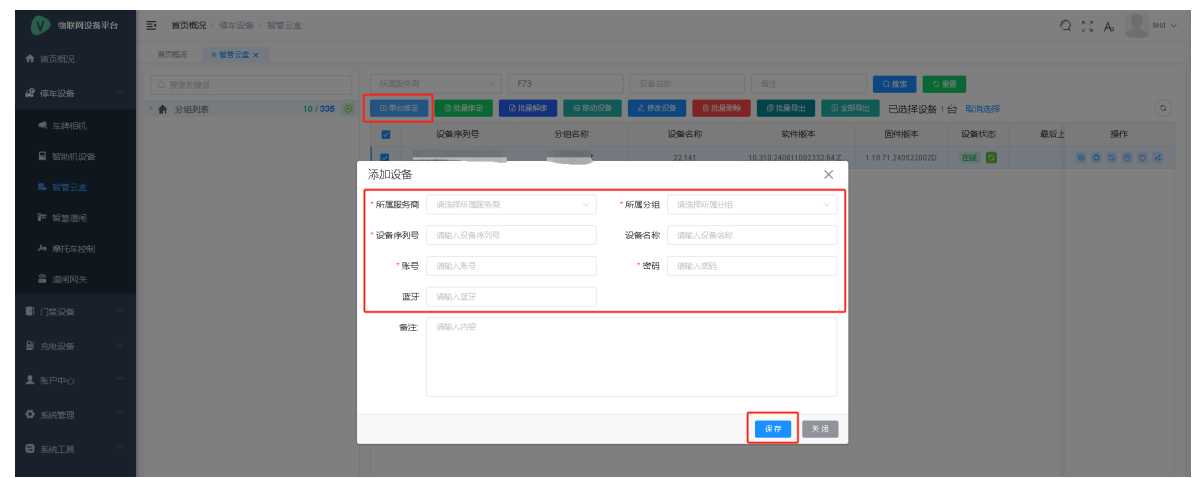 物联网设备平台
首页概况 / 停车设备 / 智管云盒
test
首页概况
智管云盒 ×
首页概况
停车设备
车牌相机
智助机设备
智管云盒
智慧道闸
摩托车控制
道闸网关
门禁设备
充电设备
账户中心
系统管理
系统工具
搜索关键词
分组列表 10 / 335
所属服务商 F73 设备名称 备注 搜索 重置
单台绑定 批量绑定 批量解绑 移动设备 修改设备 批量删除 批量导出 全部导出 已选择设备 1 台 取消选择
设备序列号 分组名称 设备名称 软件版本 固件版本 设备状态 最后上 操作
22.141 10.310.240611092332.64.Z 1.18.71.240522002D 在线
添加设备
* 所属服务商 请选择所属服务商 * 所属分组 请选择所属分组
* 设备序列号 请输入设备序列号 设备名称 请输入设备名称
* 账号 请输入账号 * 密码 请输入密码
蓝牙 请输入蓝牙
备注 请输入内容
保存 关闭